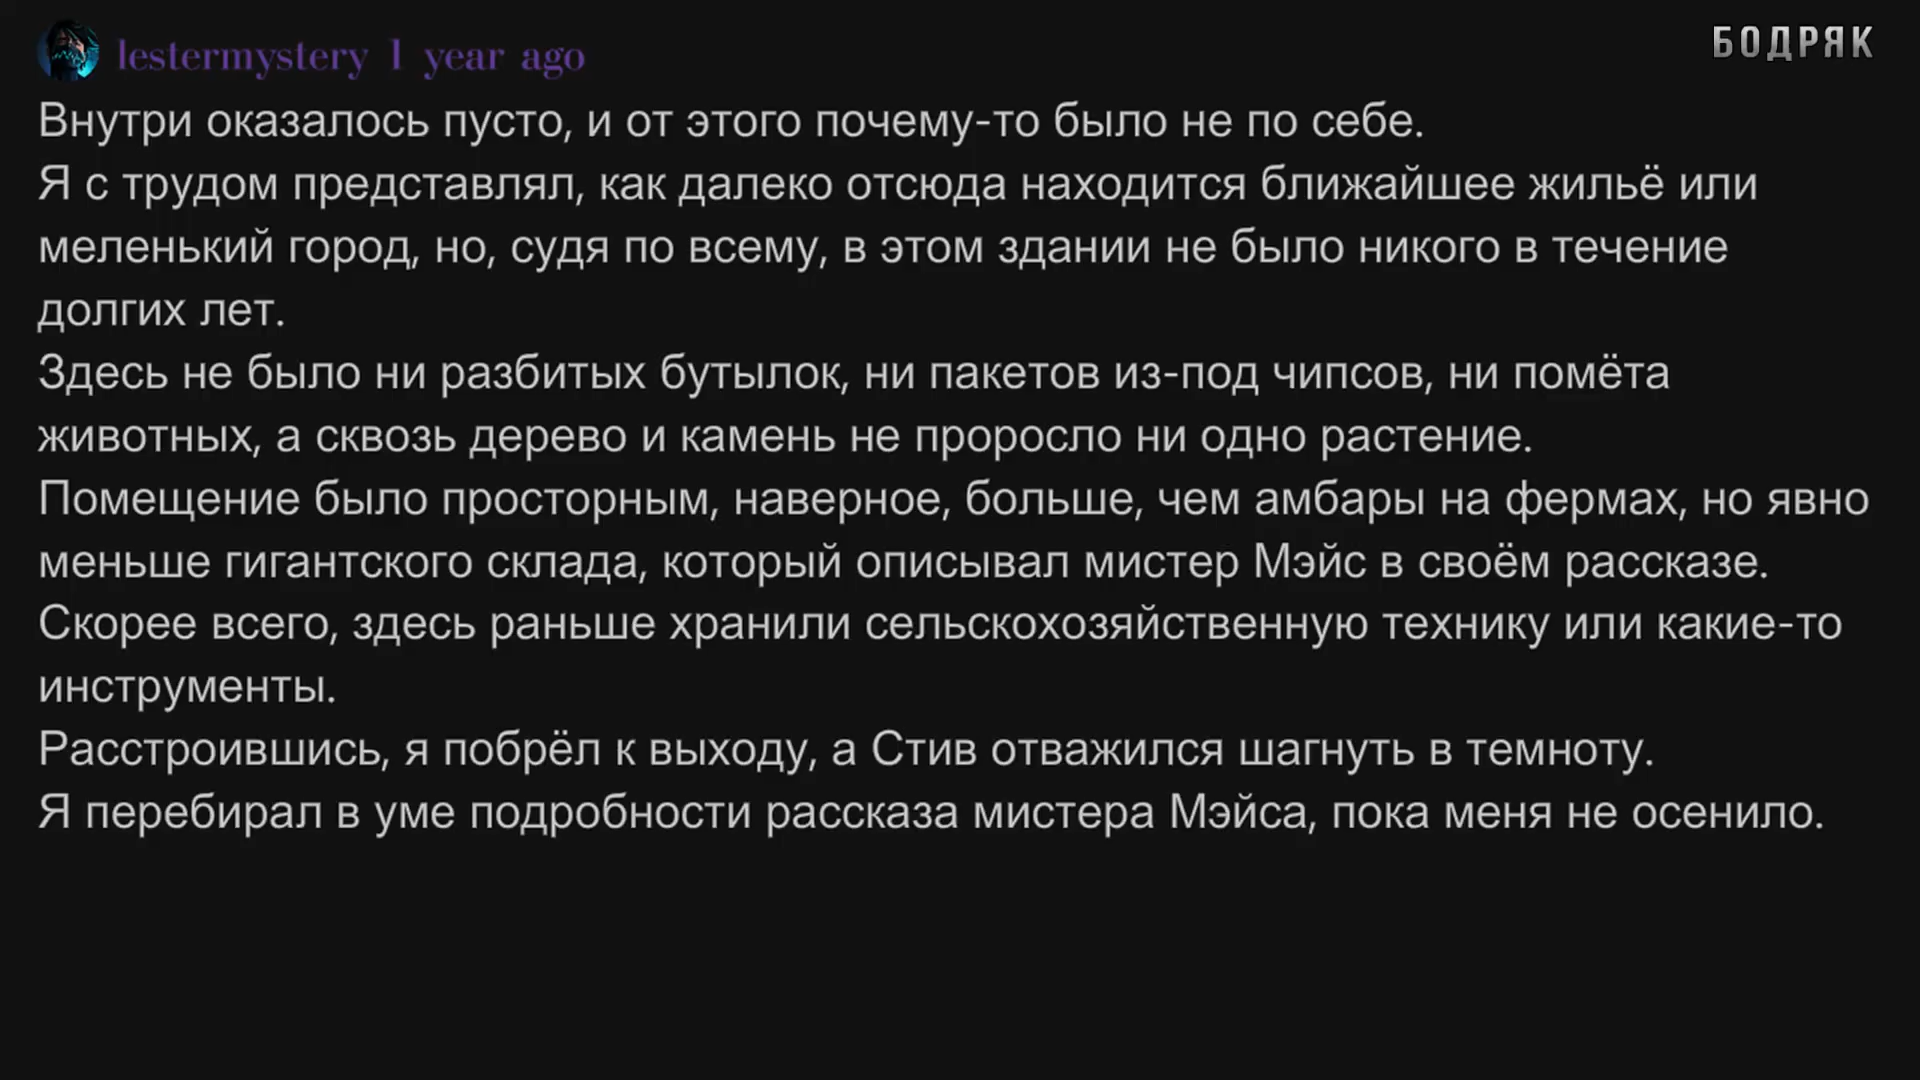 lestermystery 1 year ago
БОДРЯК
Внутри оказалось пусто, и от этого почему-то было не по себе.
Я с трудом представлял, как далеко отсюда находится ближайшее жильё или
меленький город, но, судя по всему, в этом здании не было никого в течение
долгих лет.
Здесь не было ни разбитых бутылок, ни пакетов из-под чипсов, ни помёта
животных, а сквозь дерево и камень не проросло ни одно растение.
Помещение было просторным, наверное, больше, чем амбары на фермах, но явно
меньше гигантского склада, который описывал мистер Мэйс в своём рассказе.
Скорее всего, здесь раньше хранили сельскохозяйственную технику или какие-то
инструменты.
Расстроившись, я побрёл к выходу, а Стив отважился шагнуть в темноту.
Я перебирал в уме подробности рассказа мистера Мэйса, пока меня не осенило.